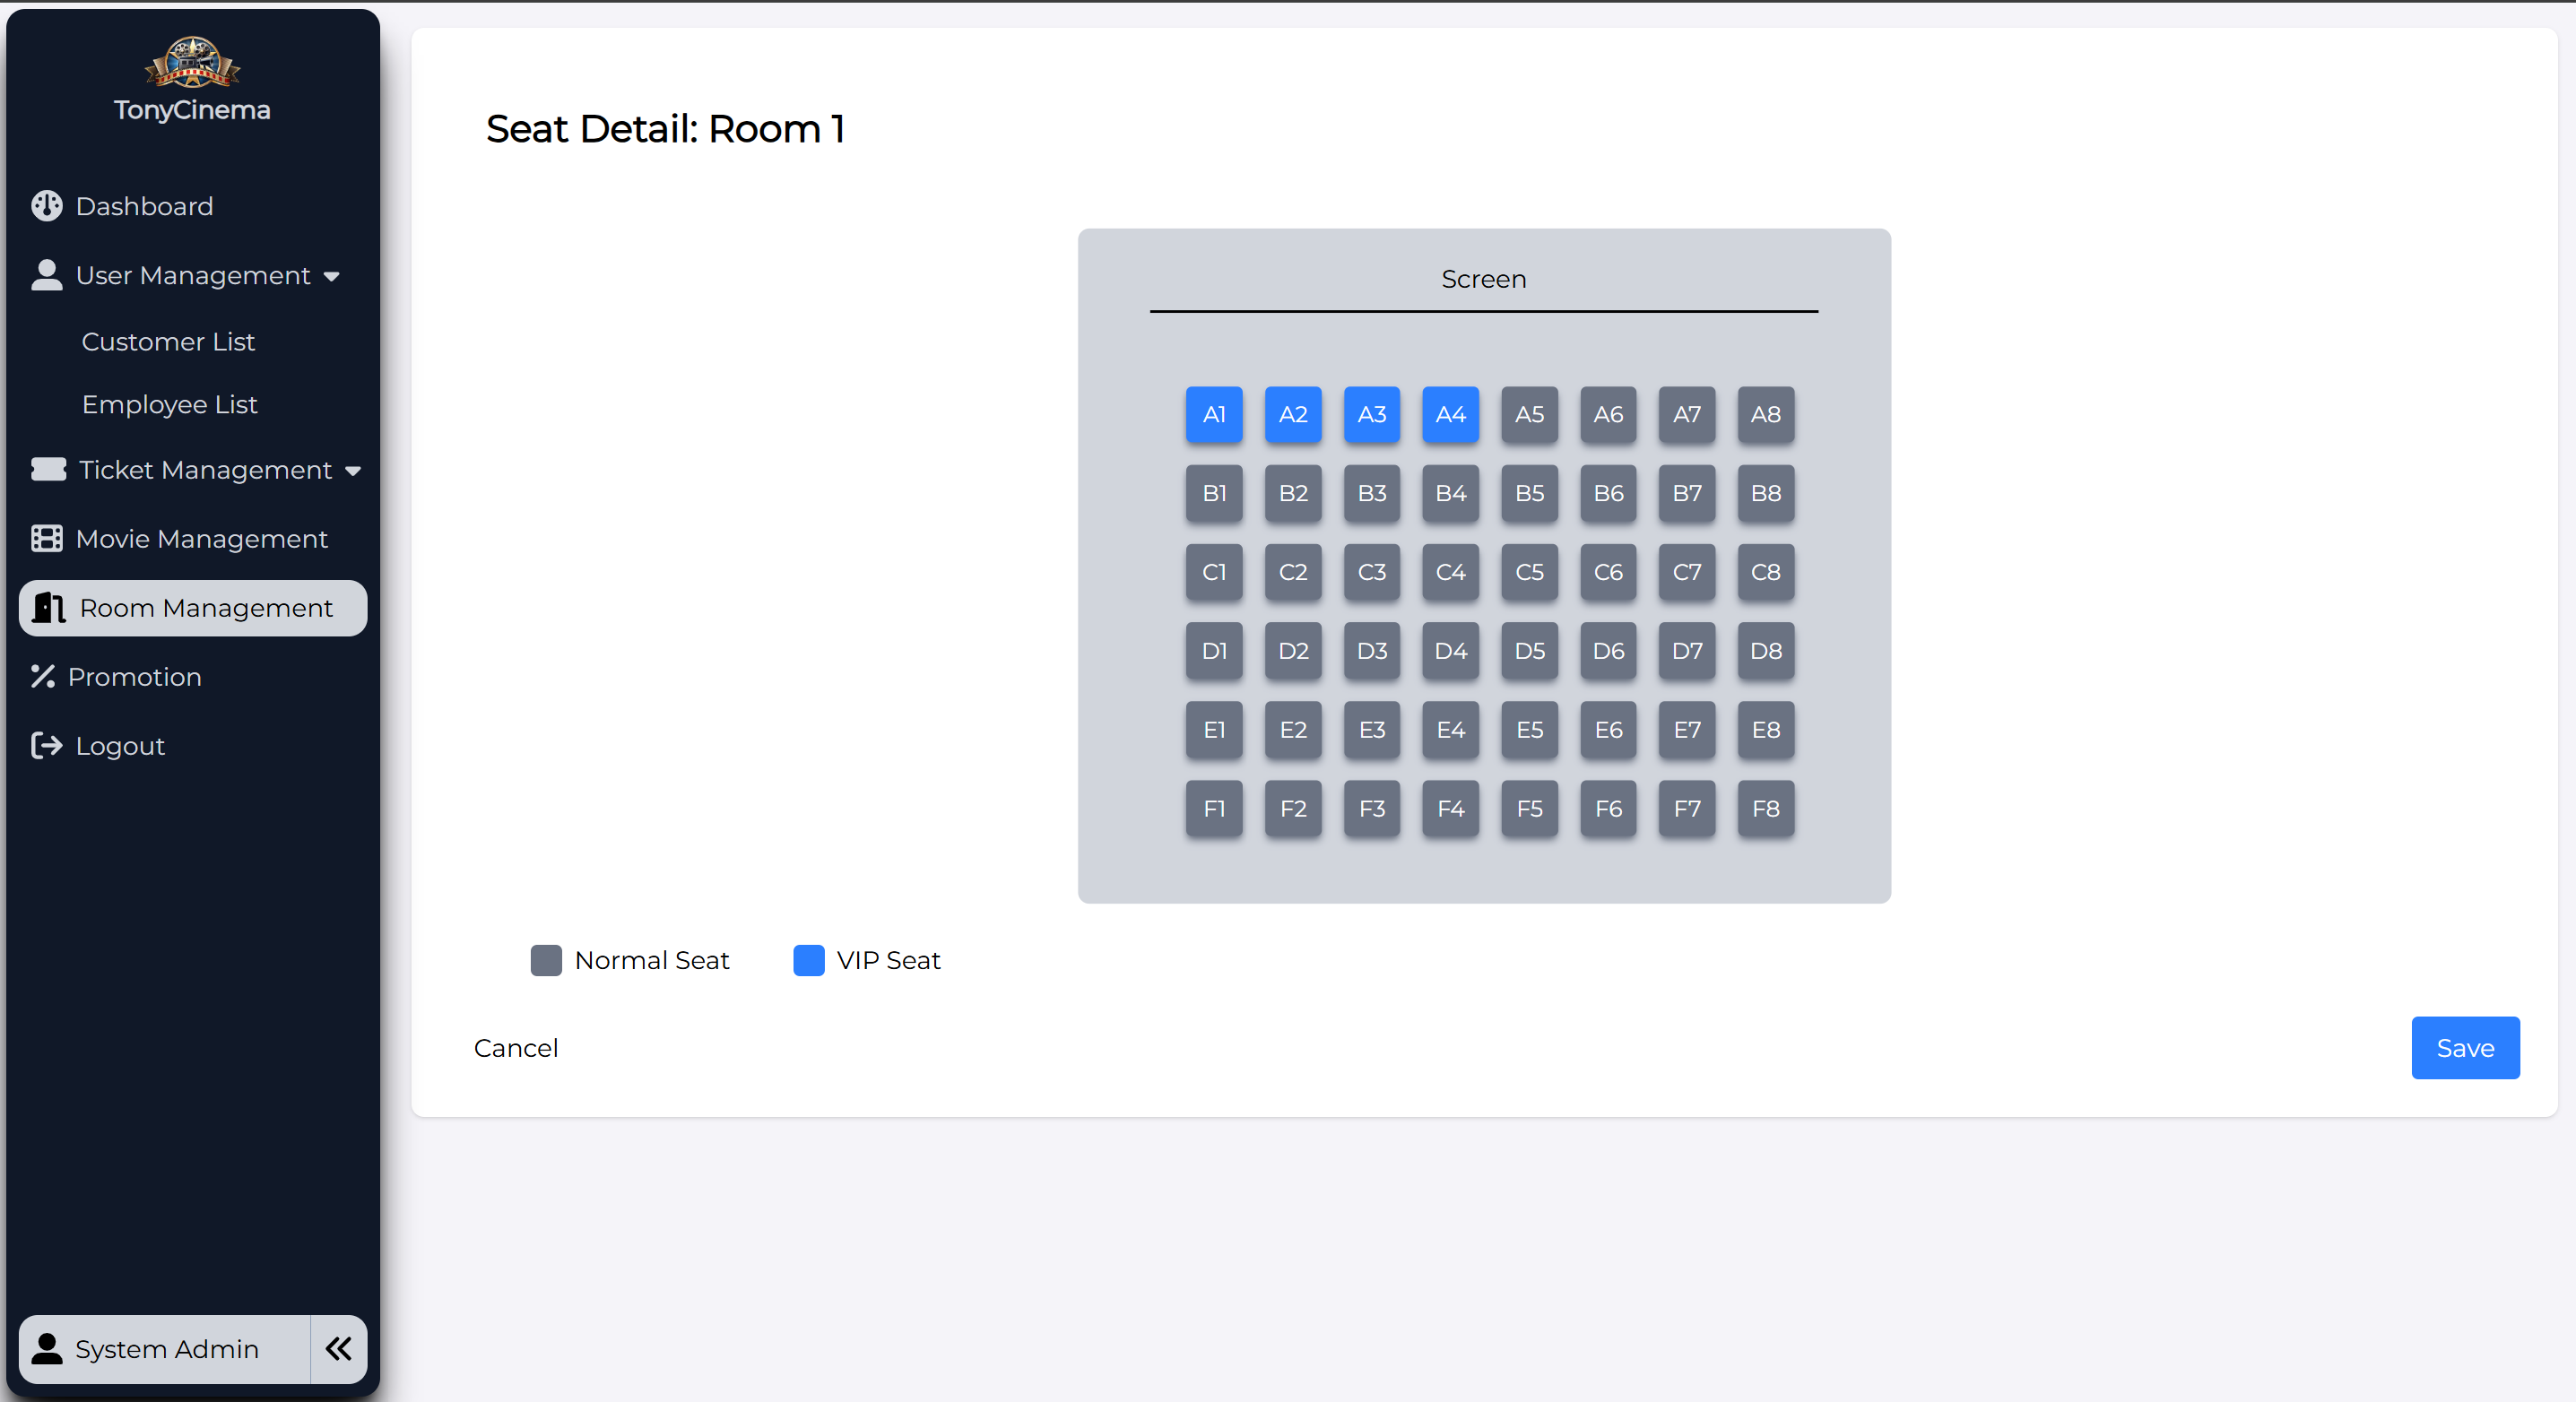 TonyCinema
Dashboard
User Management
Customer List
Employee List
Ticket Management
Movie Management
Room Management
Promotion
Logout
System Admin
Seat Detail: Room 1
Screen
A1 A2 A3 A4 A5 A6 A7 A8
B1 B2 B3 B4 B5 B6 B7 B8
C1 C2 C3 C4 C5 C6 C7 C8
D1 D2 D3 D4 D5 D6 D7 D8
E1 E2 E3 E4 E5 E6 E7 E8
F1 F2 F3 F4 F5 F6 F7 F8
Normal Seat VIP Seat
Cancel Save